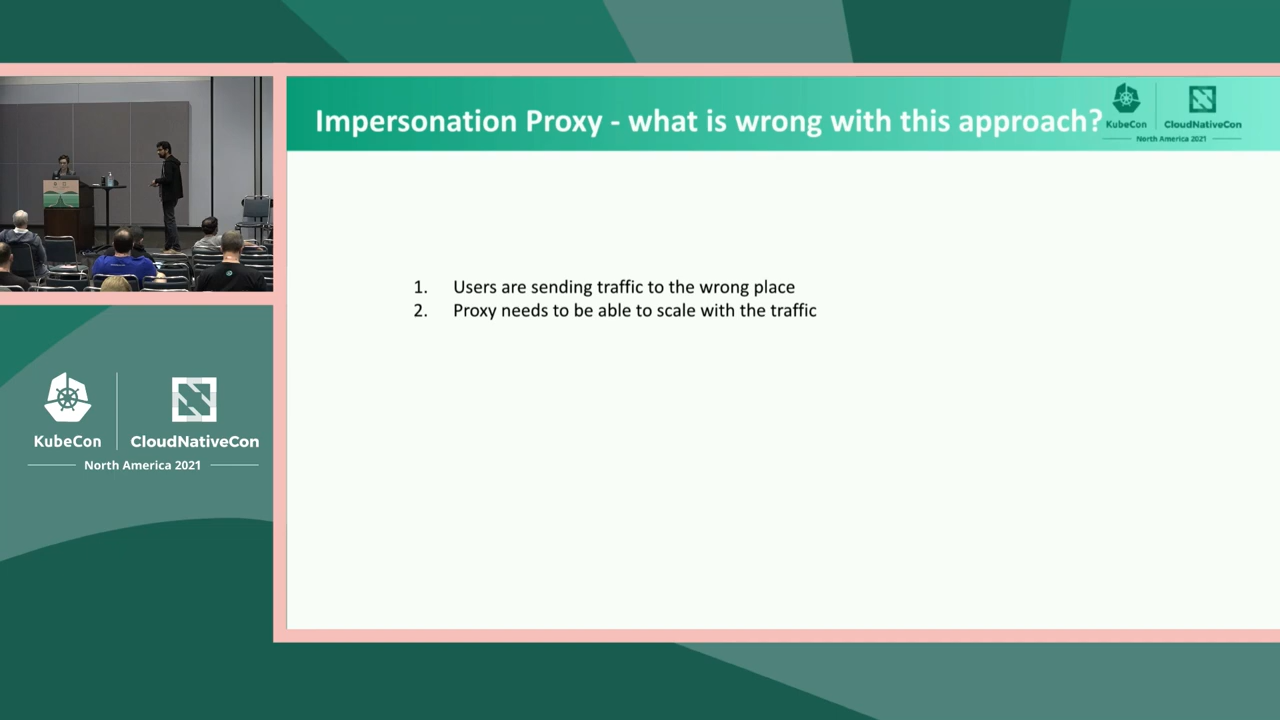 Impersonation Proxy - what is wrong with this approach?
KubeCon
CloudNativeCon
North America 2021
1. Users are sending traffic to the wrong place
2. Proxy needs to be able to scale with the traffic
KubeCon
CloudNativeCon
North America 2021